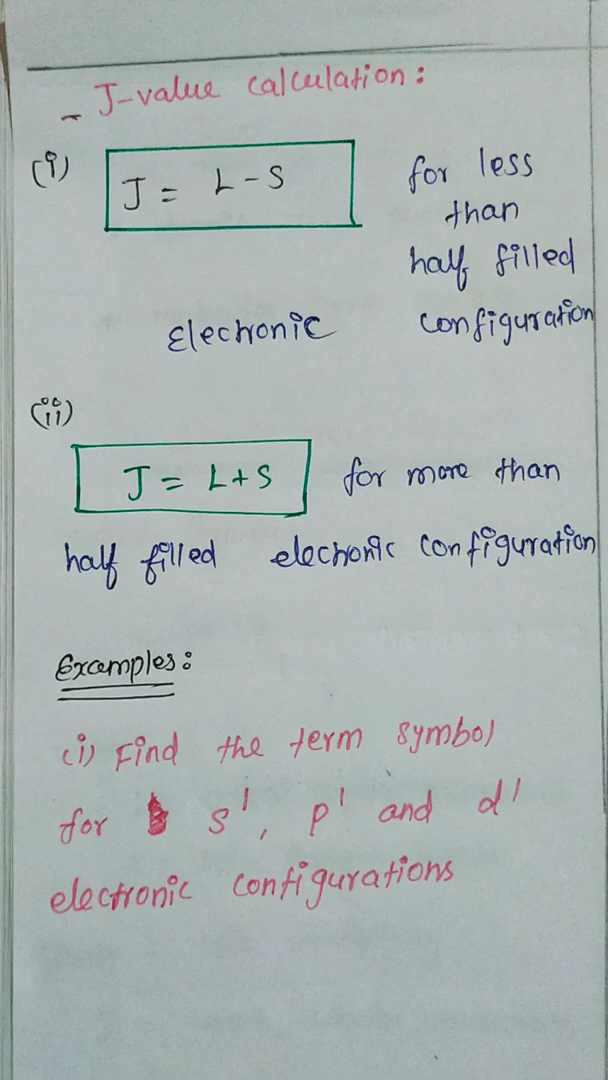 - J-value calculation:
(i) J = L - S for less
than
half filled
Electronic configuration
(ii)
J = L + S for more than
half filled electronic configuration
Examples:
(i) Find the term symbol
for s¹, p¹ and d¹
electronic configurations